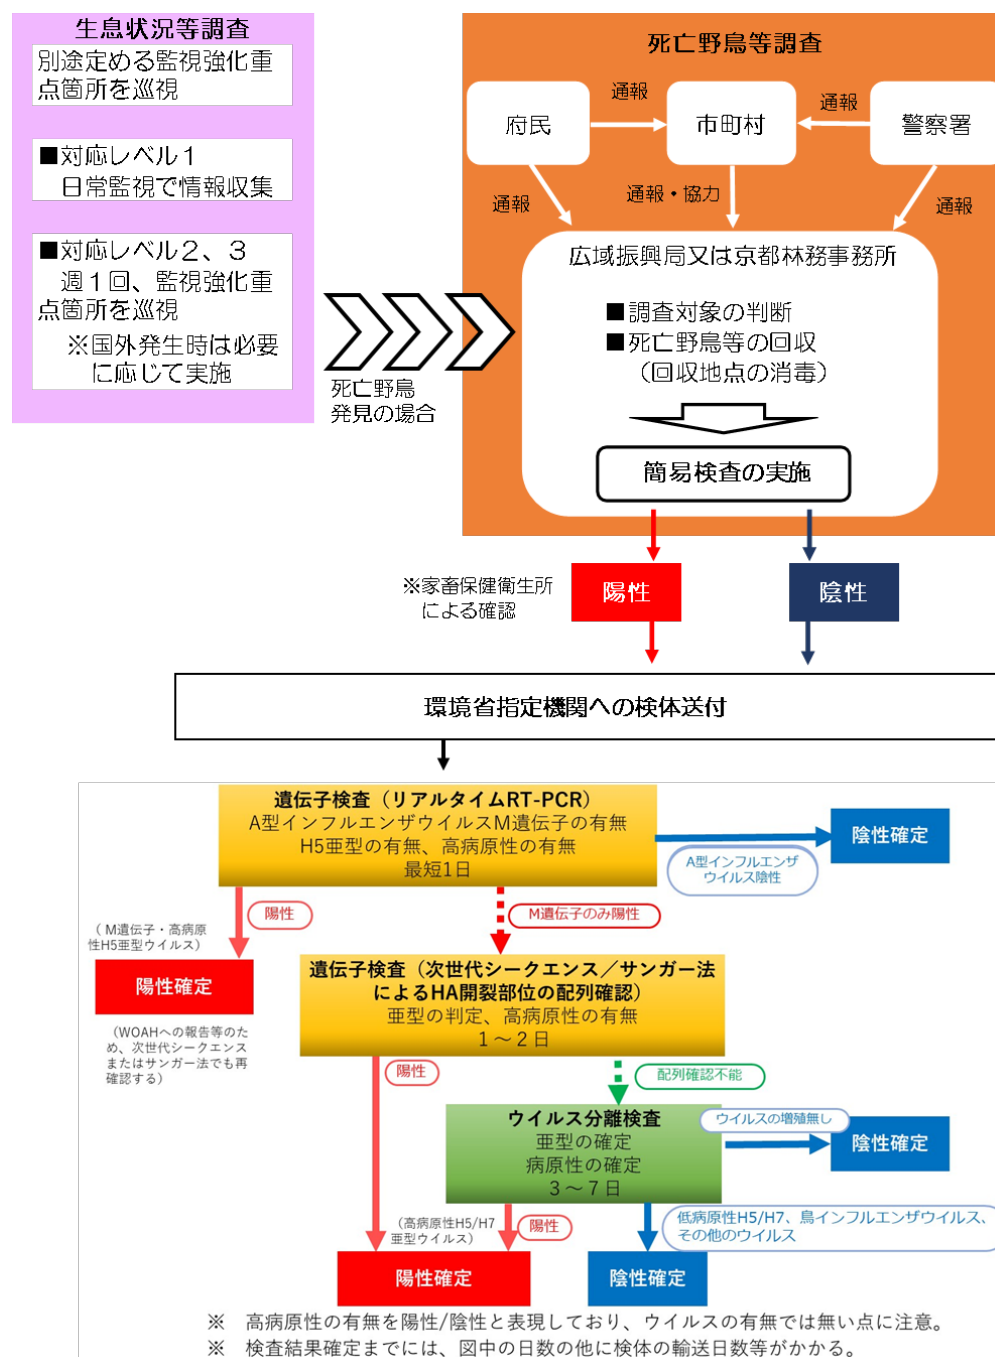 生息状況等調査
別途定める監視強化重
点箇所を巡視
■対応レベル１
日常監視で情報収集
■対応レベル２、３
週１回、監視強化重
点箇所を巡視
※国外発生時は必要
に応じて実施
死亡野鳥
発見の場合
死亡野鳥等調査
府民
通報
市町村
通報
警察署
通報
通報・協力
通報
広域振興局又は京都林務事務所
■調査対象の判断
■死亡野鳥等の回収
（回収地点の消毒）
簡易検査の実施
※家畜保健衛生所
による確認
陽性
陰性
環境省指定機関への検体送付
遺伝子検査（リアルタイムRT-PCR）
A型インフルエンザウイルスM遺伝子の有無
H5亜型の有無、高病原性の有無
最短1日
A型インフルエンザ
ウイルス陰性
陰性確定
陽性
M遺伝子のみ陽性
（M遺伝子・高病原
性H5亜型ウイルス）
陽性確定
（WOAHへの報告等のた
め、次世代シークエンス
またはサンガー法でも再
確認する）
遺伝子検査（次世代シークエンス／サンガー法
によるHA開裂部位の配列確認）
亜型の判定、高病原性の有無
１～２日
陽性
配列確認不能
ウイルス分離検査
亜型の確定
病原性の確定
３～７日
ウイルスの増殖無し
陰性確定
（高病原性H5/H7
亜型ウイルス）
陽性
低病原性H5/H7、鳥インフルエンザウイルス、
その他のウイルス
陽性確定
陰性確定
※　高病原性の有無を陽性/陰性と表現しており、ウイルスの有無では無い点に注意。
※　検査結果確定までには、図中の日数の他に検体の輸送日数等がかかる。